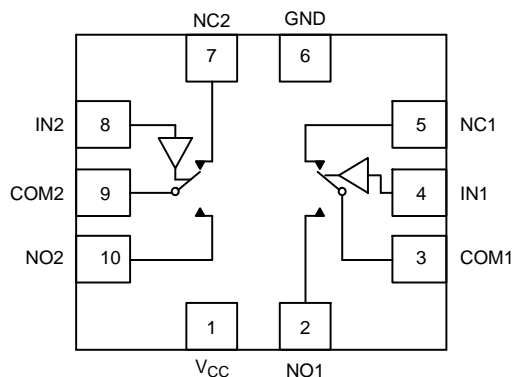 NC2 GND
7 6
IN2 8 5 NC1
COM2 9 4 IN1
NO2 10 3 COM1
1 2
VCC NO1